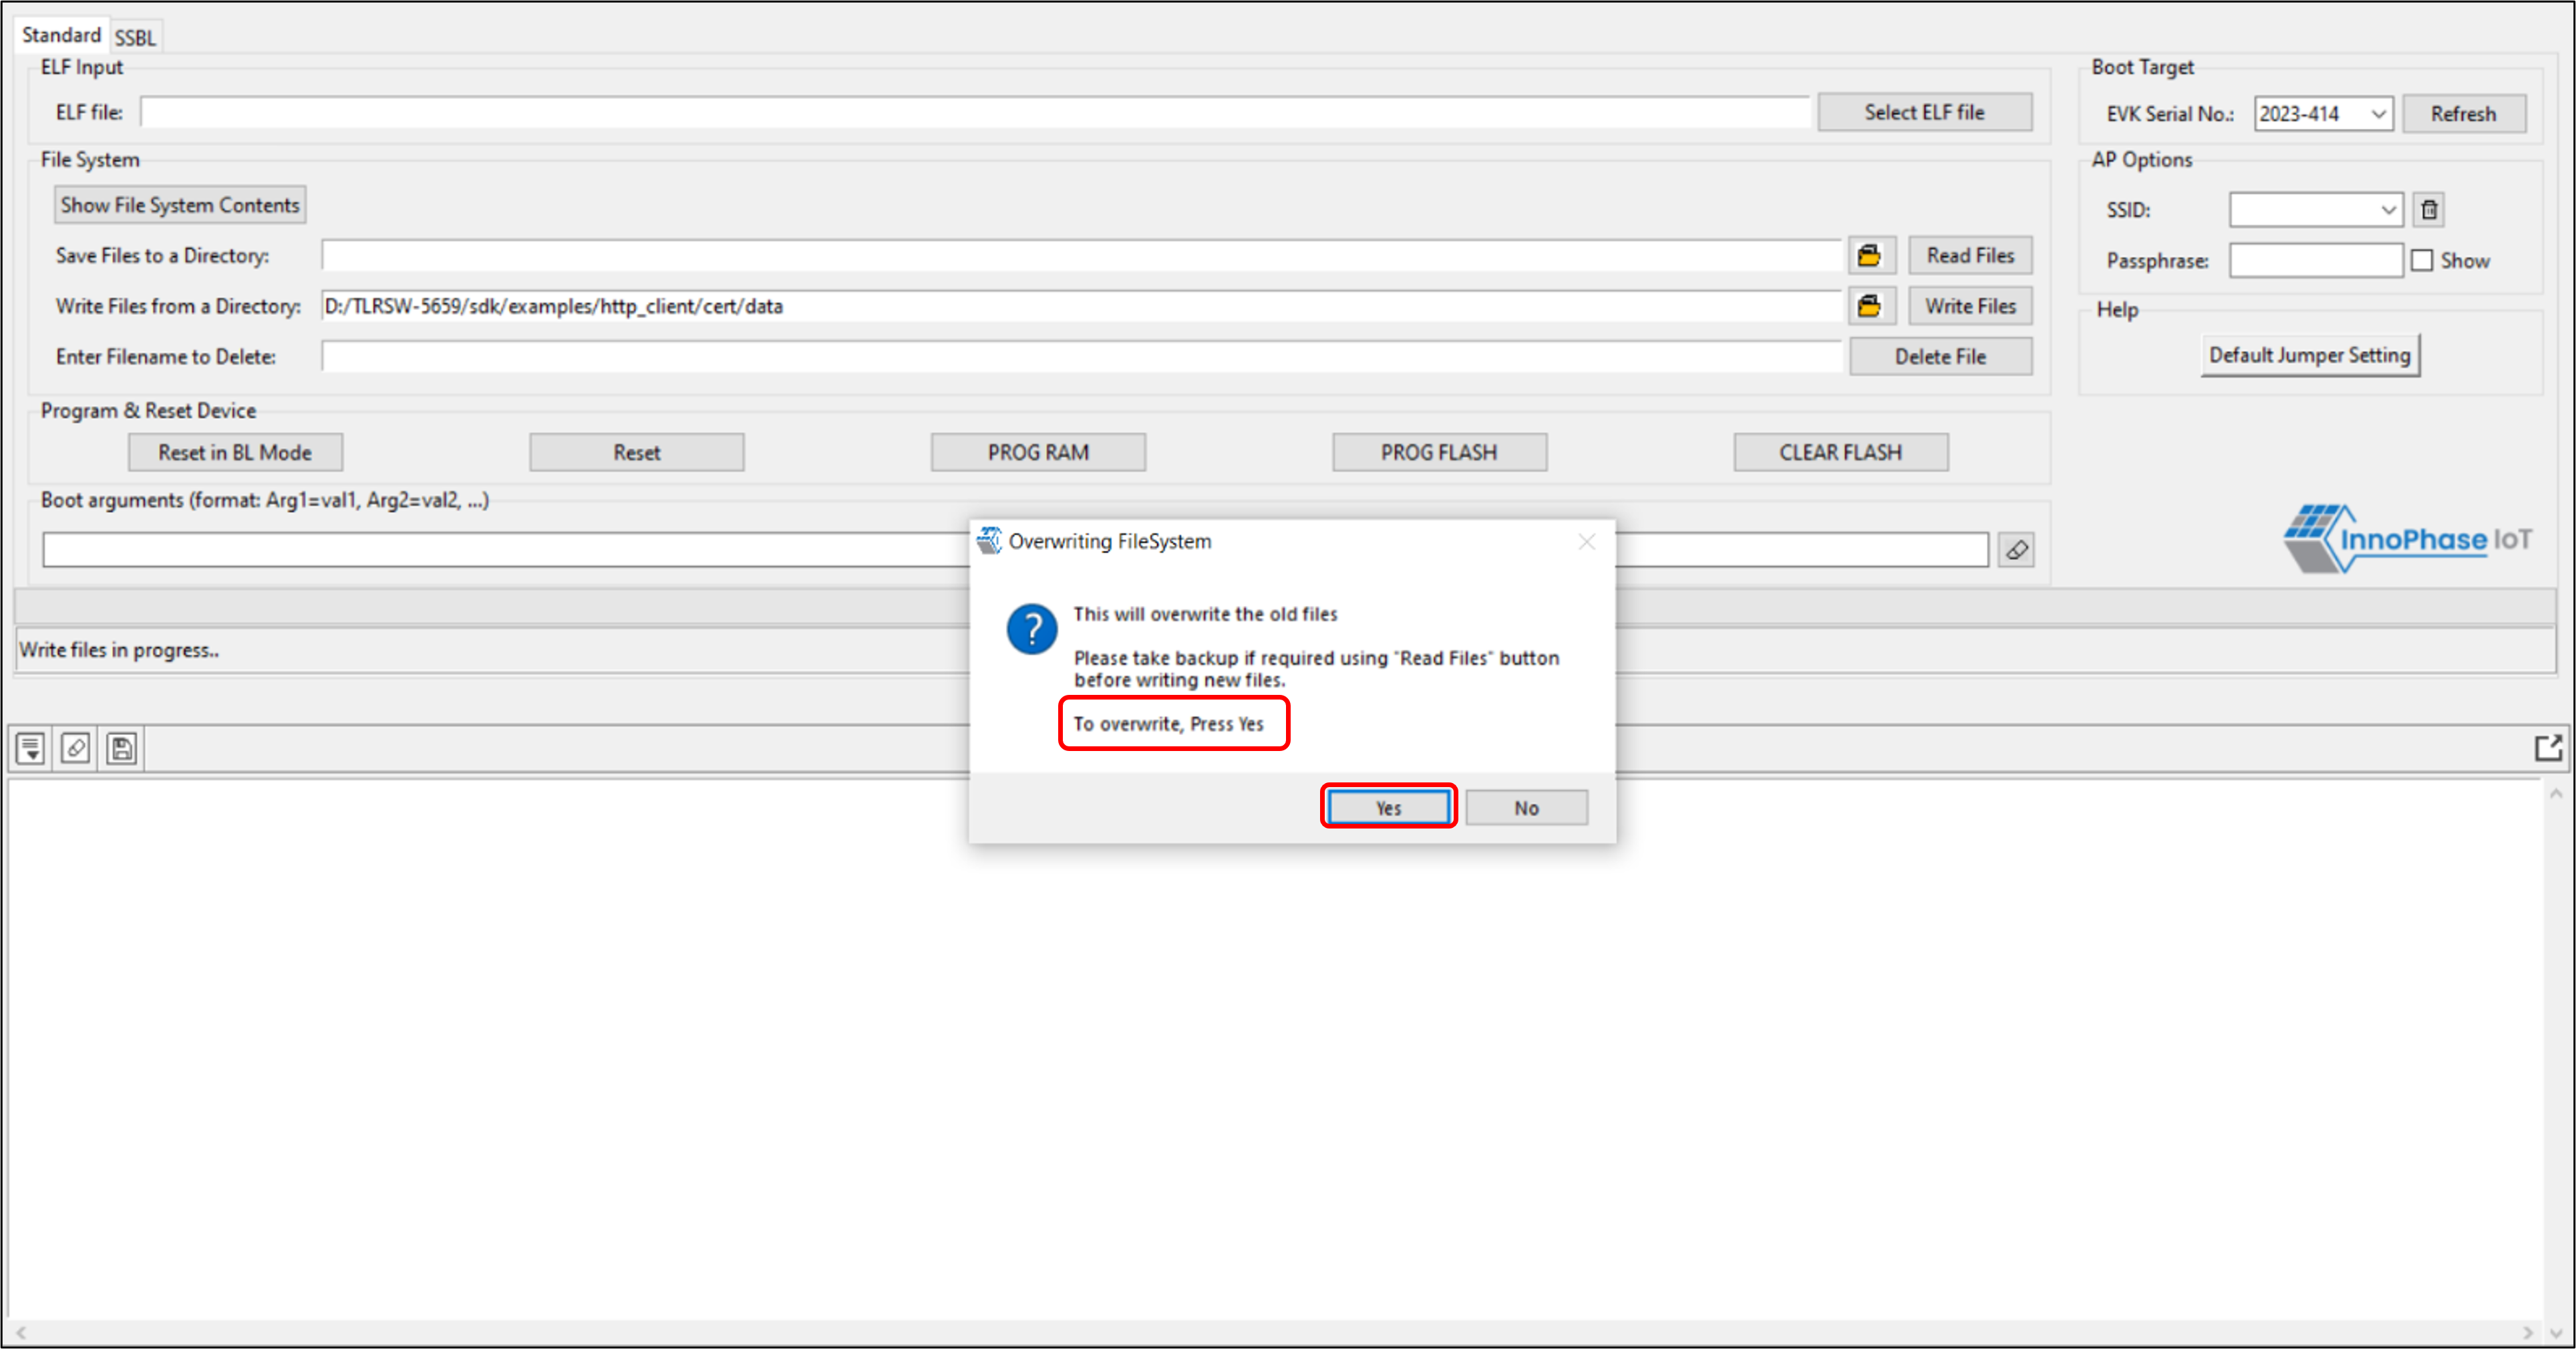 Standard SSBL
ELF Input
ELF file: Select ELF file
Boot Target
EVK Serial No.: 2023-414 Refresh
File System
Show File System Contents
Save Files to a Directory: Read Files
Write Files from a Directory: D:/TLRSW-5659/sdk/examples/http_client/cert/data Write Files
Enter Filename to Delete: Delete File
AP Options
SSID:
Passphrase: Show
Help
Default Jumper Setting
Program & Reset Device
Reset in BL Mode Reset PROG RAM PROG FLASH CLEAR FLASH
Boot arguments (format: Arg1=val1, Arg2=val2, ...)
InnoPhase IoT
Write files in progress..
Overwriting FileSystem
This will overwrite the old files
Please take backup if required using "Read Files" button
before writing new files.
To overwrite, Press Yes
Yes No